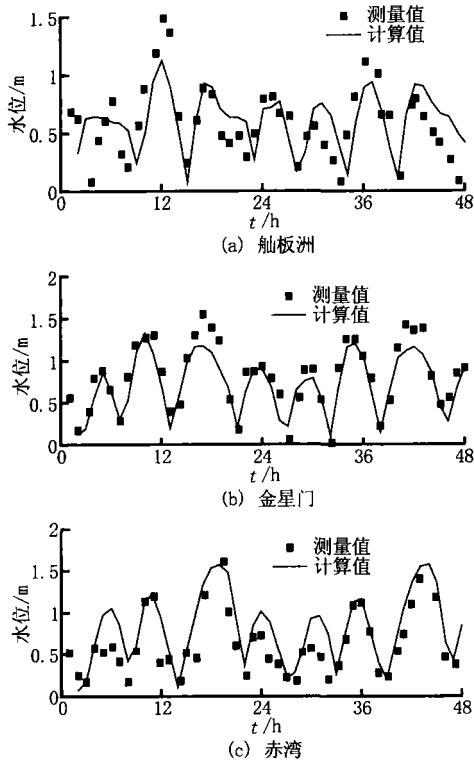 1.5
■ 测量值
— 计算值
1
水位/m
0.5
0
0 12 24 36 48
t/h
(a) 舢板洲
2
■ 测量值
— 计算值
1.5
水位/m
1
0.5
0
0 12 24 36 48
t/h
(b) 金星门
2
■ 测量值
— 计算值
1.5
水位/m
1
0.5
0
0 12 24 36 48
t/h
(c) 赤湾